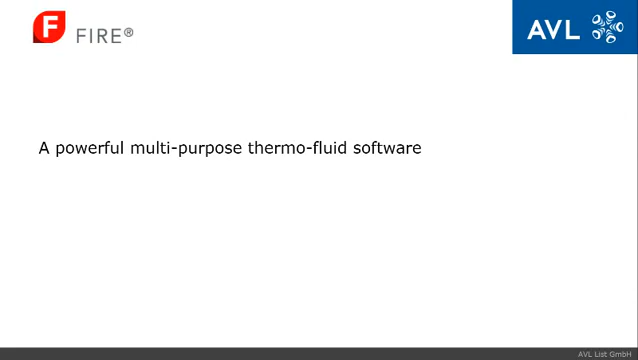 F FIRE®
AVL
A powerful multi-purpose thermo-fluid software
AVL List GmbH